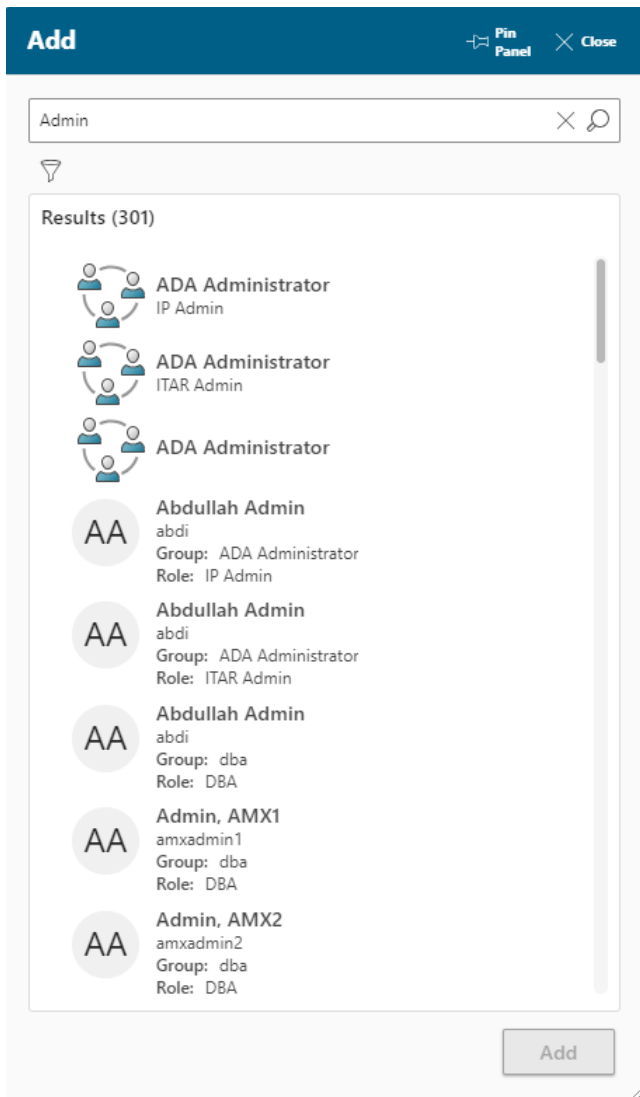 Add
Pin
Panel
Close
Admin
Results (301)
ADA Administrator
IP Admin
ADA Administrator
ITAR Admin
ADA Administrator
AA
Abdullah Admin
abdi
Group: ADA Administrator
Role: IP Admin
AA
Abdullah Admin
abdi
Group: ADA Administrator
Role: ITAR Admin
AA
Abdullah Admin
abdi
Group: dba
Role: DBA
AA
Admin, AMX1
amxadmin1
Group: dba
Role: DBA
AA
Admin, AMX2
amxadmin2
Group: dba
Role: DBA
Add